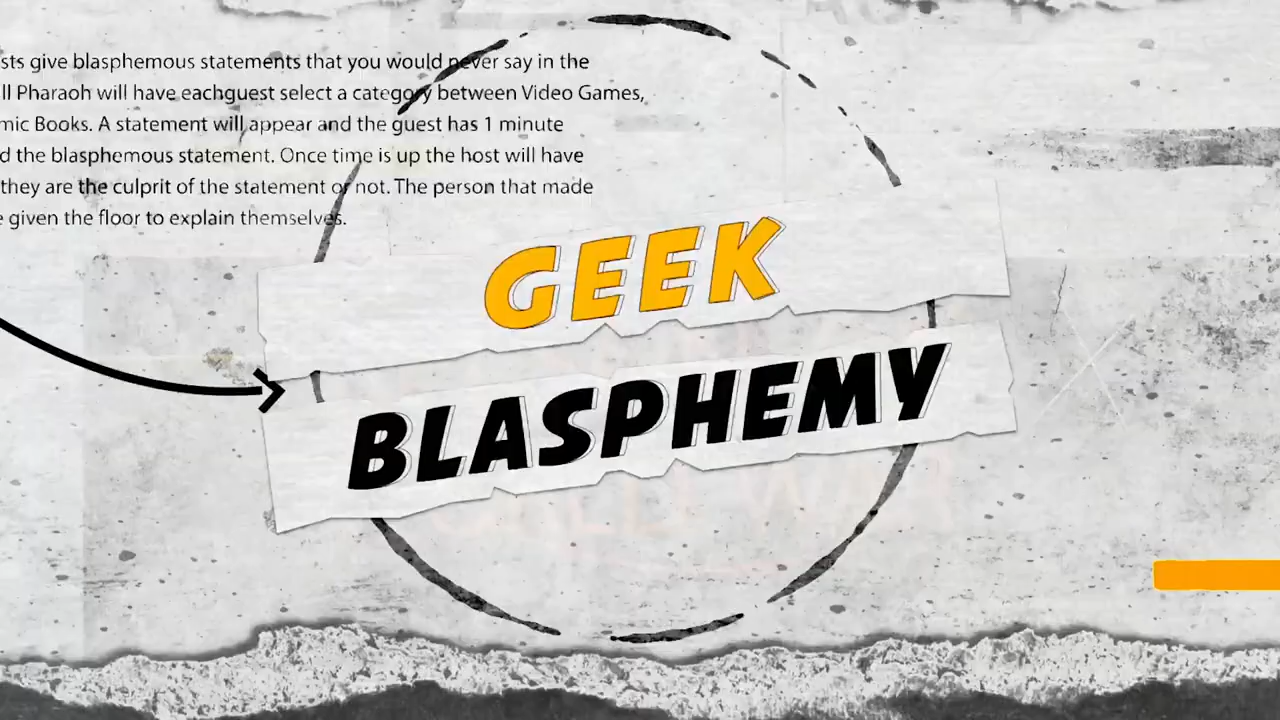 sts give blasphemous statements that you would never say in the
ll Pharaoh will have eachguest select a category between Video Games,
mic Books. A statement will appear and the guest has 1 minute
d the blasphemous statement. Once time is up the host will have
they are the culprit of the statement or not. The person that made
e given the floor to explain themselves.
GEEK
BLASPHEMY